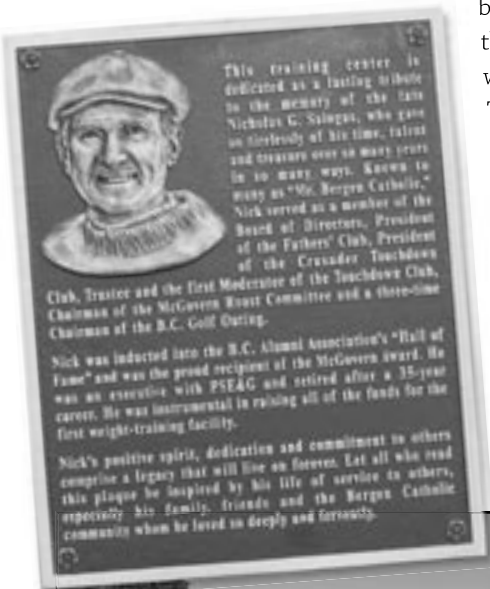 This training center is
dedicated as a lasting tribute
to the memory of the late
Nicholas G. Saingas, who gave
so tirelessly of his time, talent
and treasure over so many years
in so many ways. Known to
many as "Mr. Bergen Catholic,"
Nick served as a member of the
Board of Directors, President
of the Fathers' Club, President
of the Crusader Touchdown
Club, Trustee and the first Moderator of the Touchdown Club,
Chairman of the McGovern Roast Committee and a three-time
Chairman of the B.C. Golf Outing.
Nick was inducted into the B.C. Alumni Association's "Hall of
Fame" and was the proud recipient of the McGovern award. He
was an executive with PSE&G and retired after a 35-year
career. He was instrumental in raising all of the funds for the
first weight-training facility.
Nick's positive spirit, dedication and commitment to others
comprise a legacy that will live on forever. Let all who read
this plaque be inspired by his life of service to others,
especially his family, friends and the Bergen Catholic
community whom he loved so deeply and
b
t
w